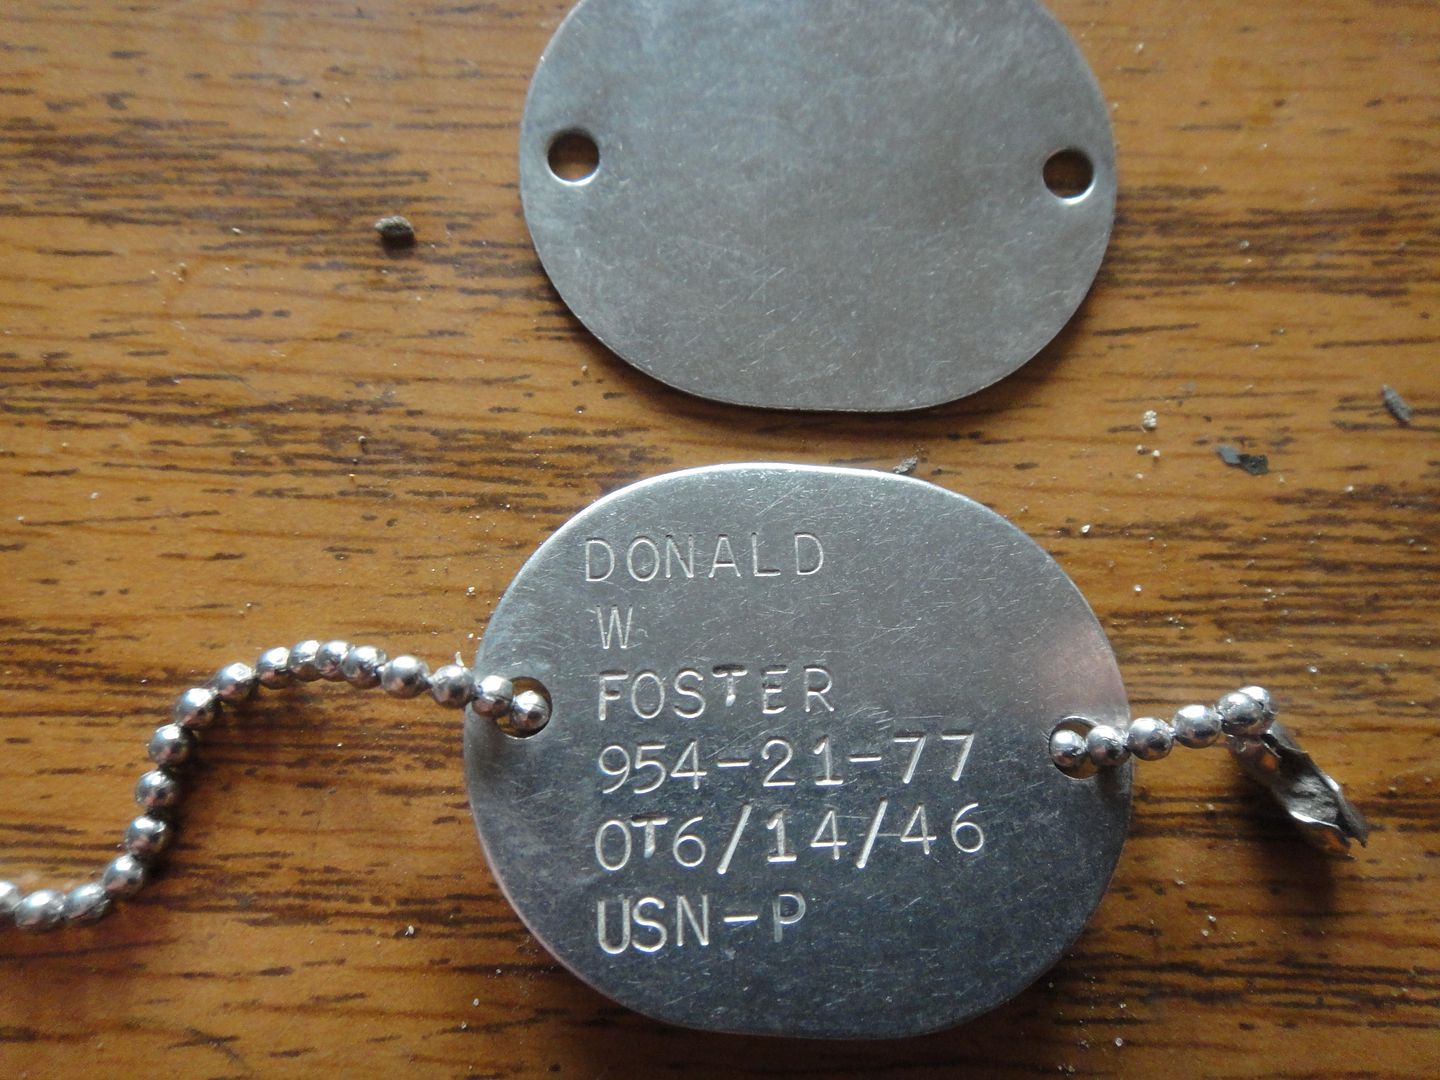 DONALD
W
FOSTER
954-21-77
OT6/14/46
USN-P